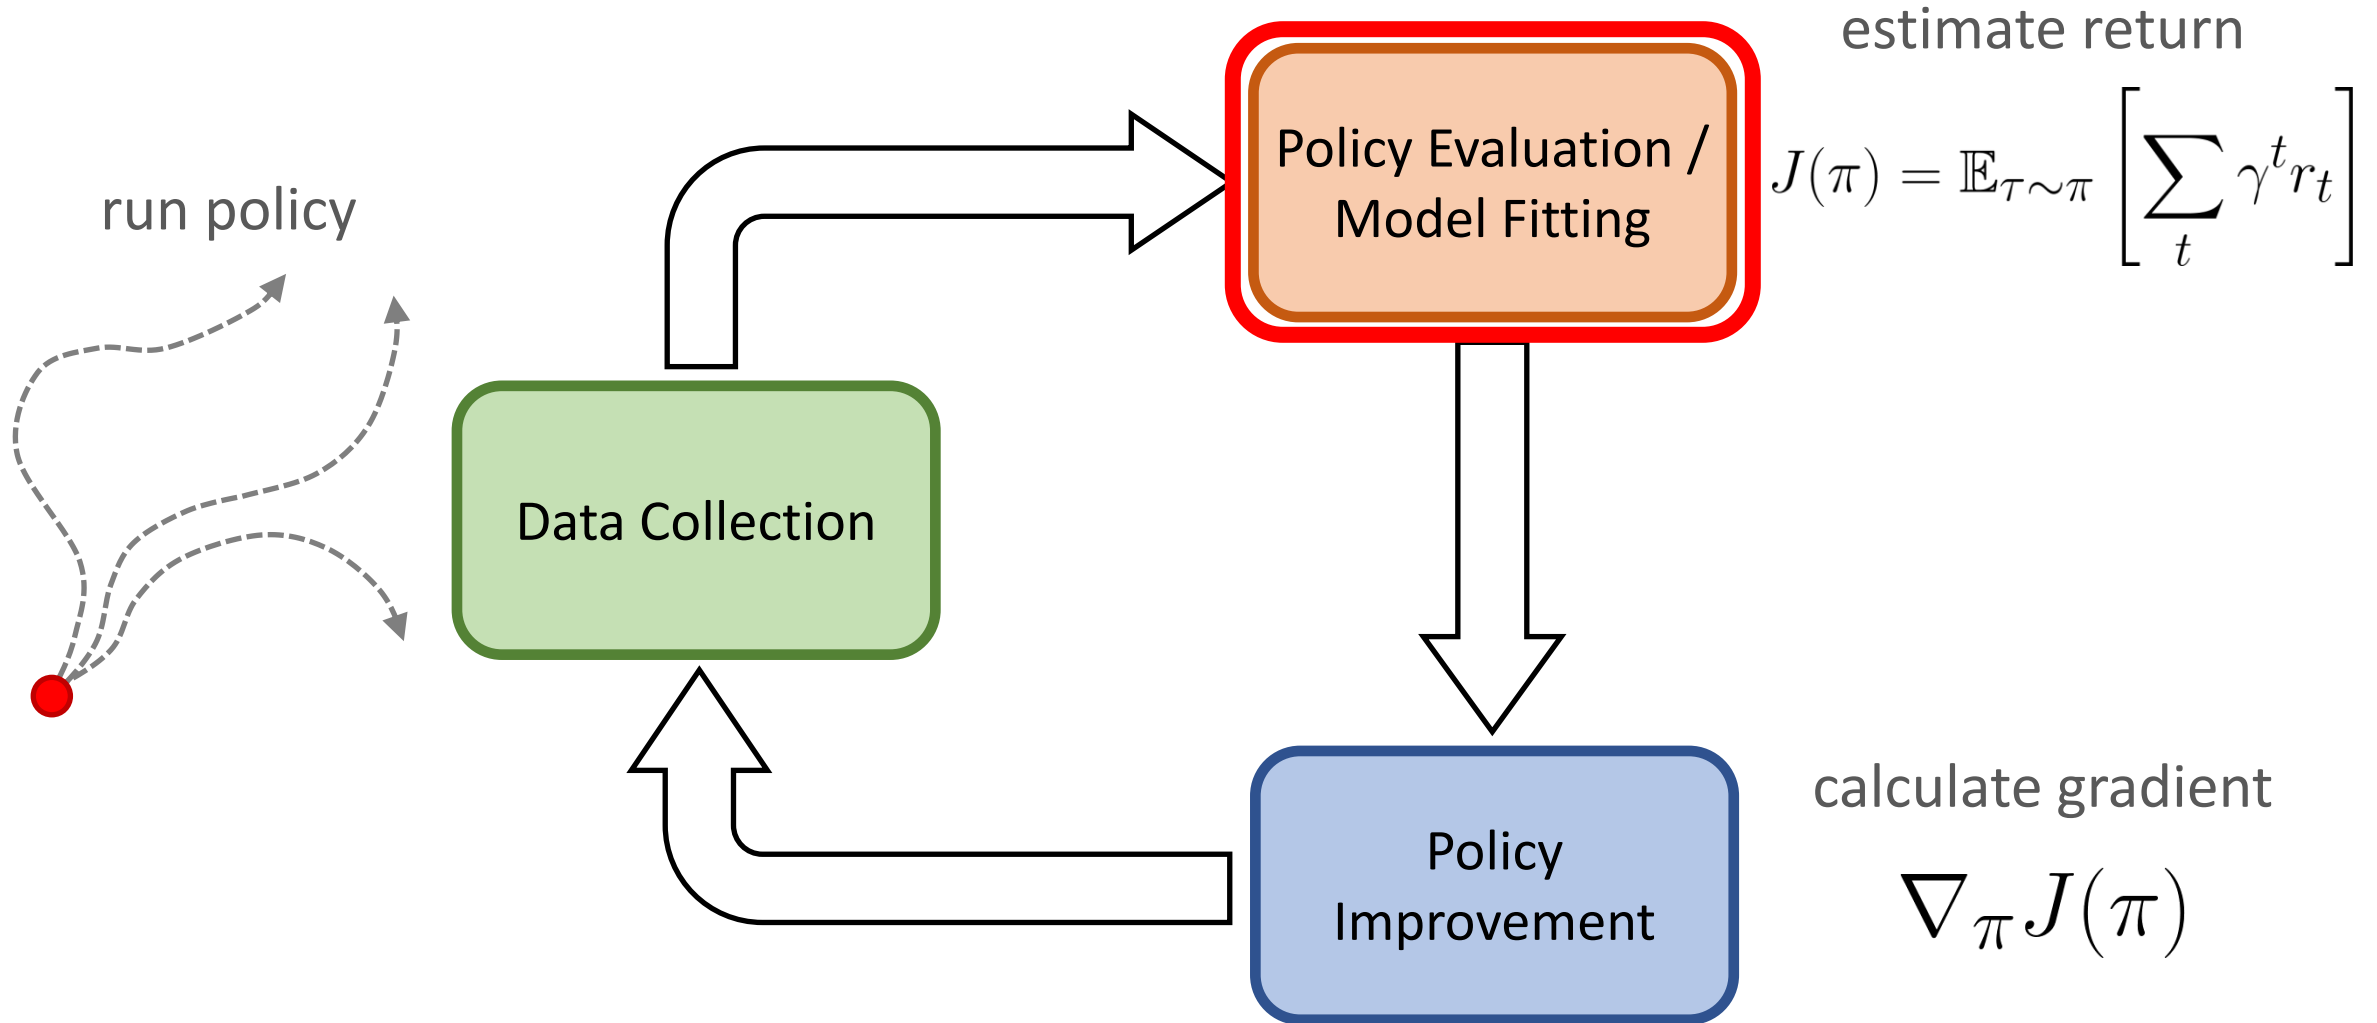 estimate return
Policy Evaluation /
Model Fitting
J(π) = 𝔼_{τ∼π} [∑_t γ^t r_t]
run policy
Data Collection
calculate gradient
Policy
Improvement
∇_π J(π)